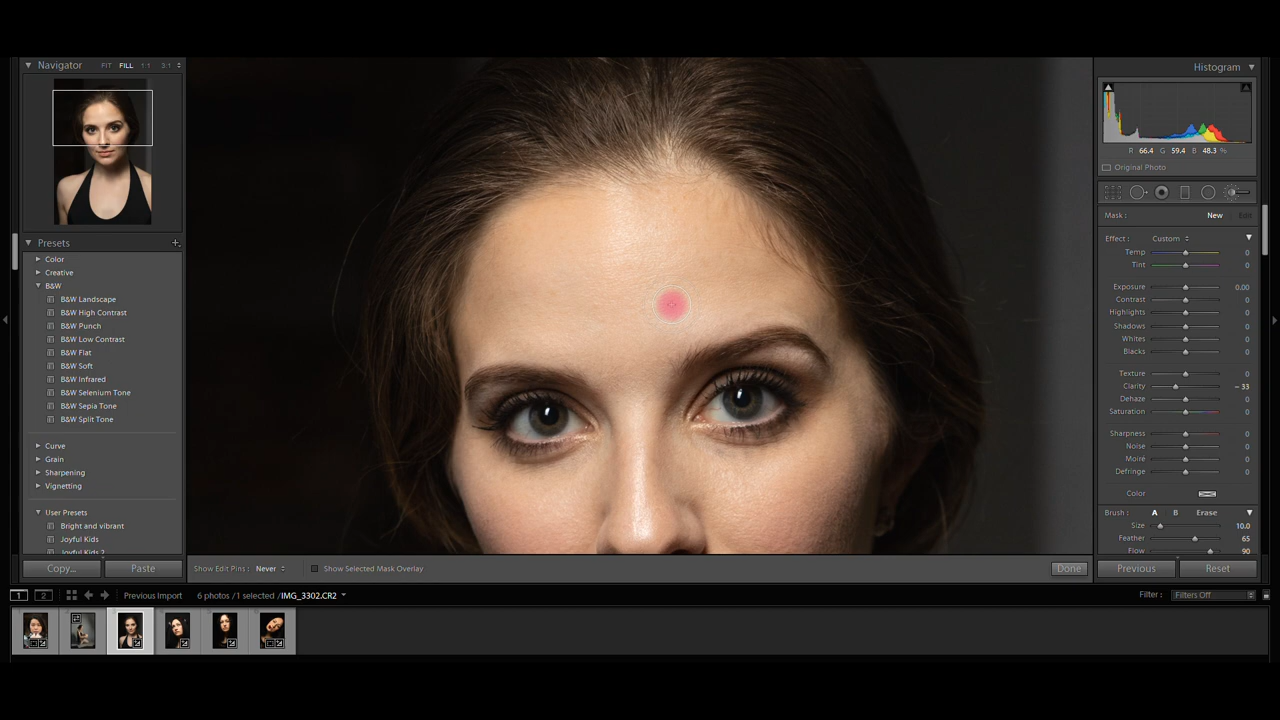 Navigator FIT FILL 1:1 3:1
Presets +
Color
Creative
B&W
B&W Landscape
B&W High Contrast
B&W Punch
B&W Low Contrast
B&W Flat
B&W Soft
B&W Infrared
B&W Selenium Tone
B&W Sepia Tone
B&W Split Tone
Curve
Grain
Sharpening
Vignetting
User Presets
Bright and vibrant
Joyful Kids
Joyful Kids 2
Copy... Paste
Show Edit Pins : Never Show Selected Mask Overlay Done
Histogram
R 66.4 G 59.4 B 48.3 %
Original Photo
Mask : New Edit
Effect : Custom
Temp 0
Tint 0
Exposure 0.00
Contrast 0
Highlights 0
Shadows 0
Whites 0
Blacks 0
Texture 0
Clarity – 33
Dehaze 0
Saturation 0
Sharpness 0
Noise 0
Moiré 0
Defringe 0
Color
Brush : A B Erase
Size 10.0
Feather 65
Flow 90
Previous Reset
1 2 Previous Import 6 photos / 1 selected / IMG_3302.CR2 Filter : Filters Off